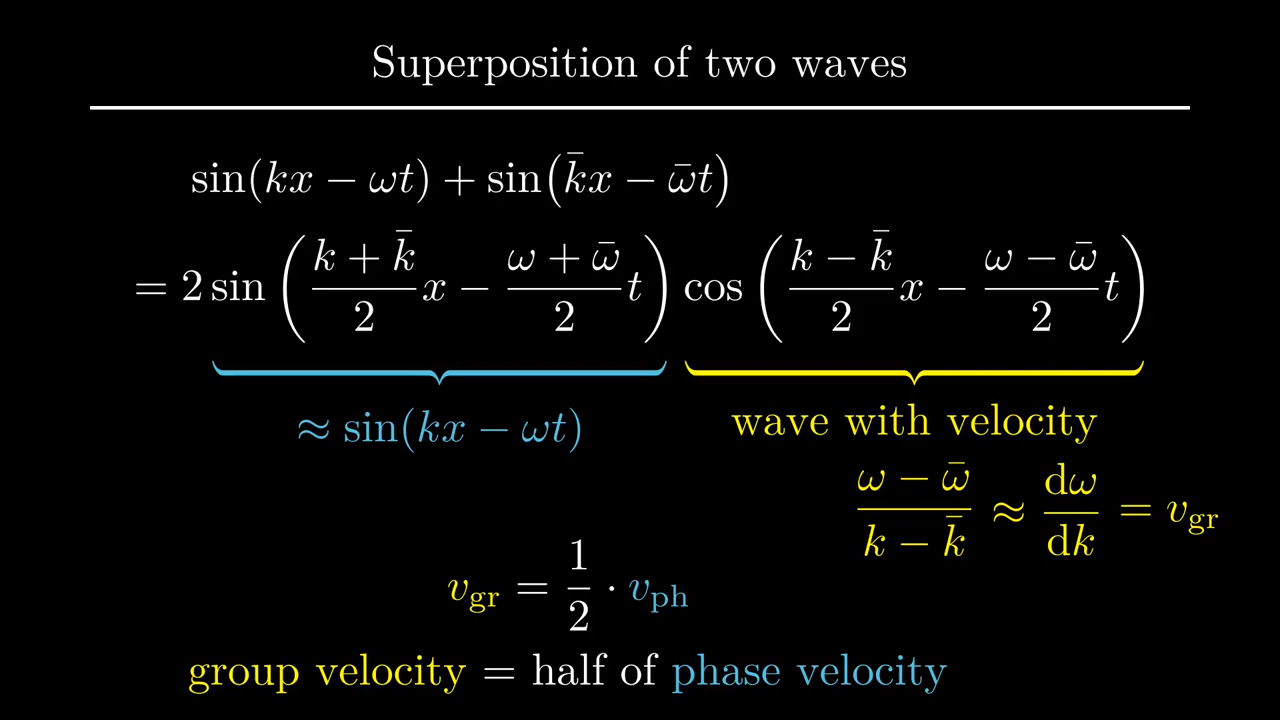 Superposition of two waves
sin(kx − ωt) + sin(k̄x − ω̄t)
= 2 sin ( (k + k̄)/2 x − (ω + ω̄)/2 t ) cos ( (k − k̄)/2 x − (ω − ω̄)/2 t )
≈ sin(kx − ωt)
wave with velocity
(ω − ω̄)/(k − k̄) ≈ dω/dk = v_gr
v_gr = 1/2 · v_ph
group velocity = half of phase velocity